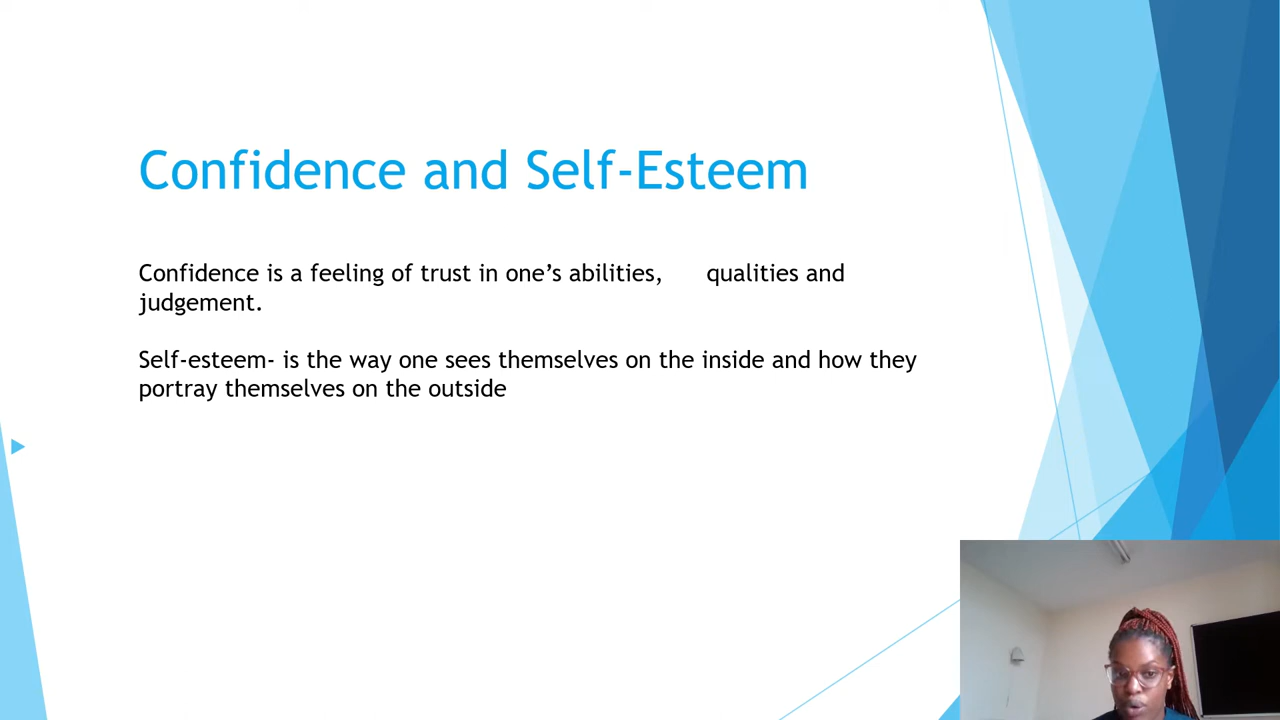 Confidence and Self-Esteem
Confidence is a feeling of trust in one’s abilities, qualities and
judgement.
Self-esteem- is the way one sees themselves on the inside and how they
portray themselves on the outside